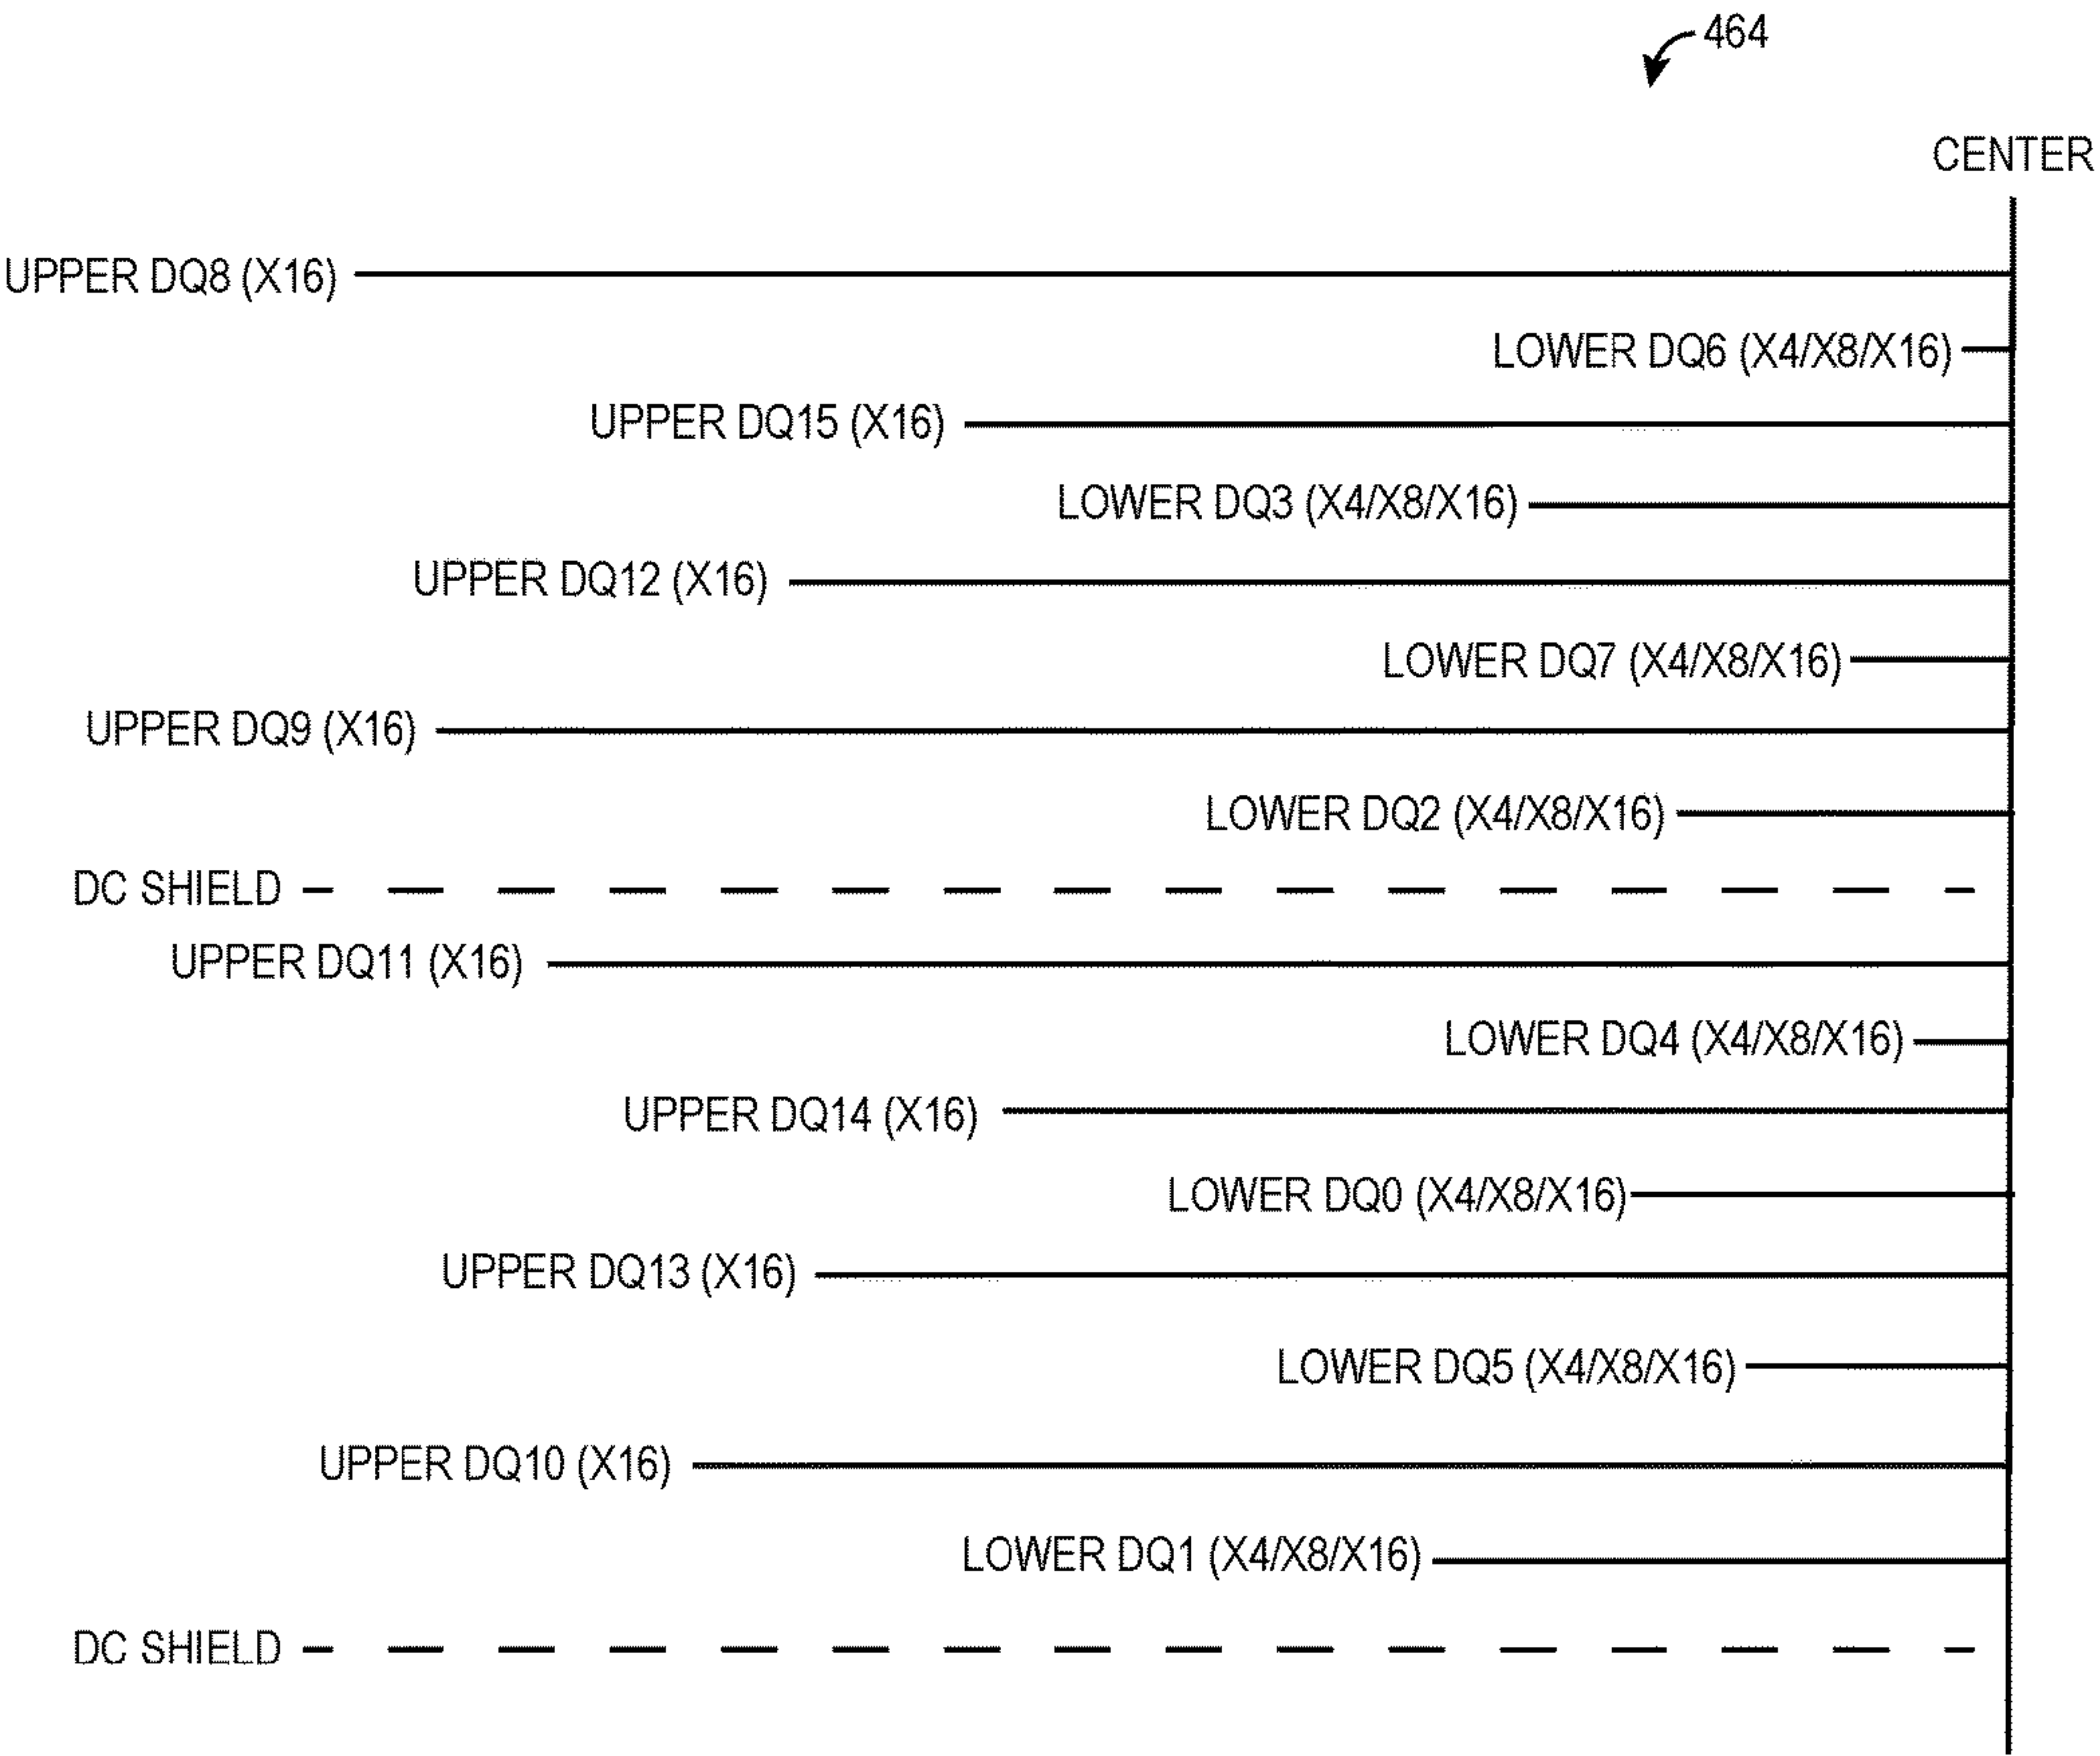 464
CENTER
UPPER DQ8 (X16)
LOWER DQ6 (X4/X8/X16)
UPPER DQ15 (X16)
LOWER DQ3 (X4/X8/X16)
UPPER DQ12 (X16)
LOWER DQ7 (X4/X8/X16)
UPPER DQ9 (X16)
LOWER DQ2 (X4/X8/X16)
DC SHIELD
UPPER DQ11 (X16)
LOWER DQ4 (X4/X8/X16)
UPPER DQ14 (X16)
LOWER DQ0 (X4/X8/X16)
UPPER DQ13 (X16)
LOWER DQ5 (X4/X8/X16)
UPPER DQ10 (X16)
LOWER DQ1 (X4/X8/X16)
DC SHIELD